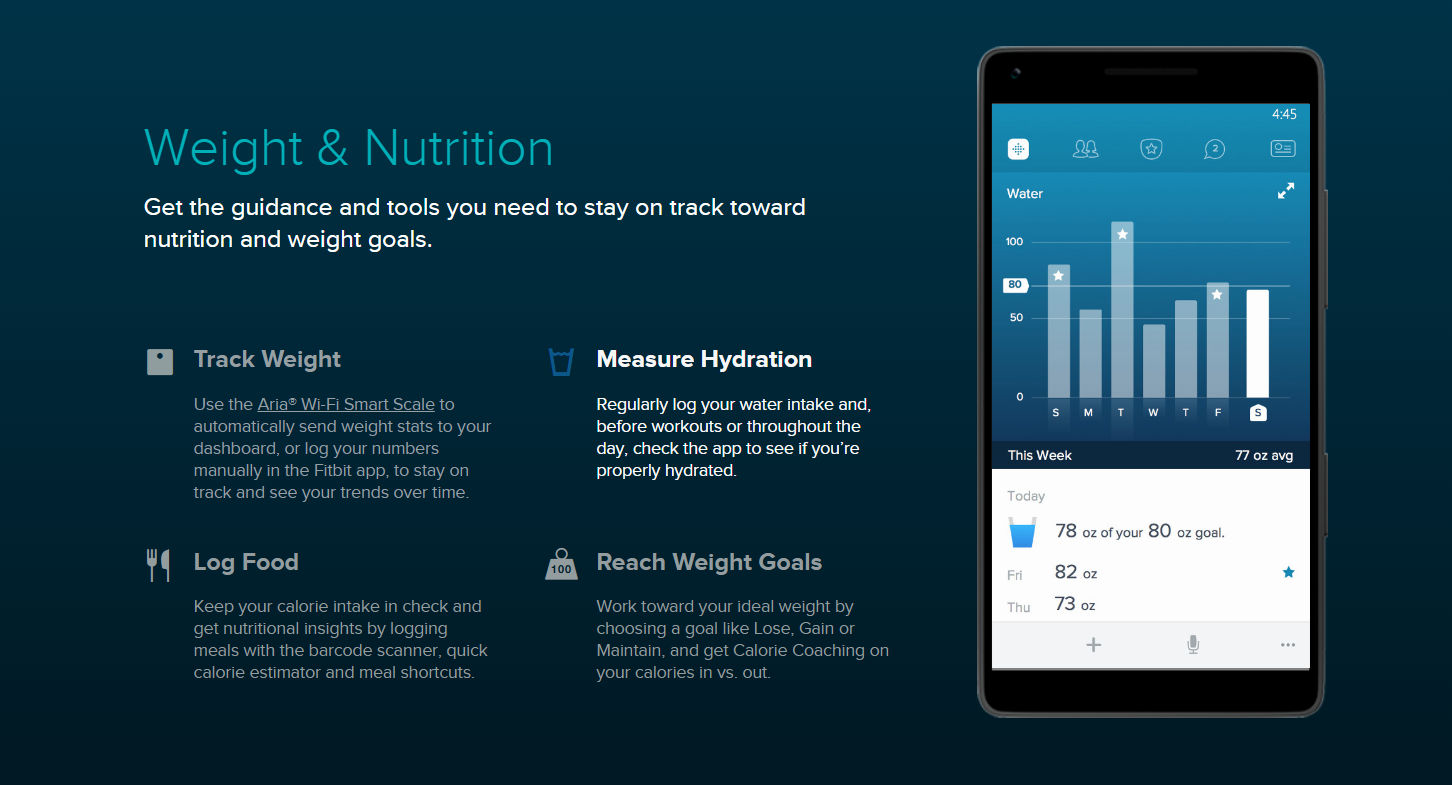 Weight & Nutrition
Get the guidance and tools you need to stay on track toward
nutrition and weight goals.
Track Weight
Use the Aria® Wi-Fi Smart Scale to
automatically send weight stats to your
dashboard, or log your numbers
manually in the Fitbit app, to stay on
track and see your trends over time.
Measure Hydration
Regularly log your water intake and,
before workouts or throughout the
day, check the app to see if you’re
properly hydrated.
Log Food
Keep your calorie intake in check and
get nutritional insights by logging
meals with the barcode scanner, quick
calorie estimator and meal shortcuts.
100
Reach Weight Goals
Work toward your ideal weight by
choosing a goal like Lose, Gain or
Maintain, and get Calorie Coaching on
your calories in vs. out.
4:45
2
Water
100
80
50
0
S M T W T F S
This Week 77 oz avg
Today
78 oz of your 80 oz goal.
Fri 82 oz
Thu 73 oz